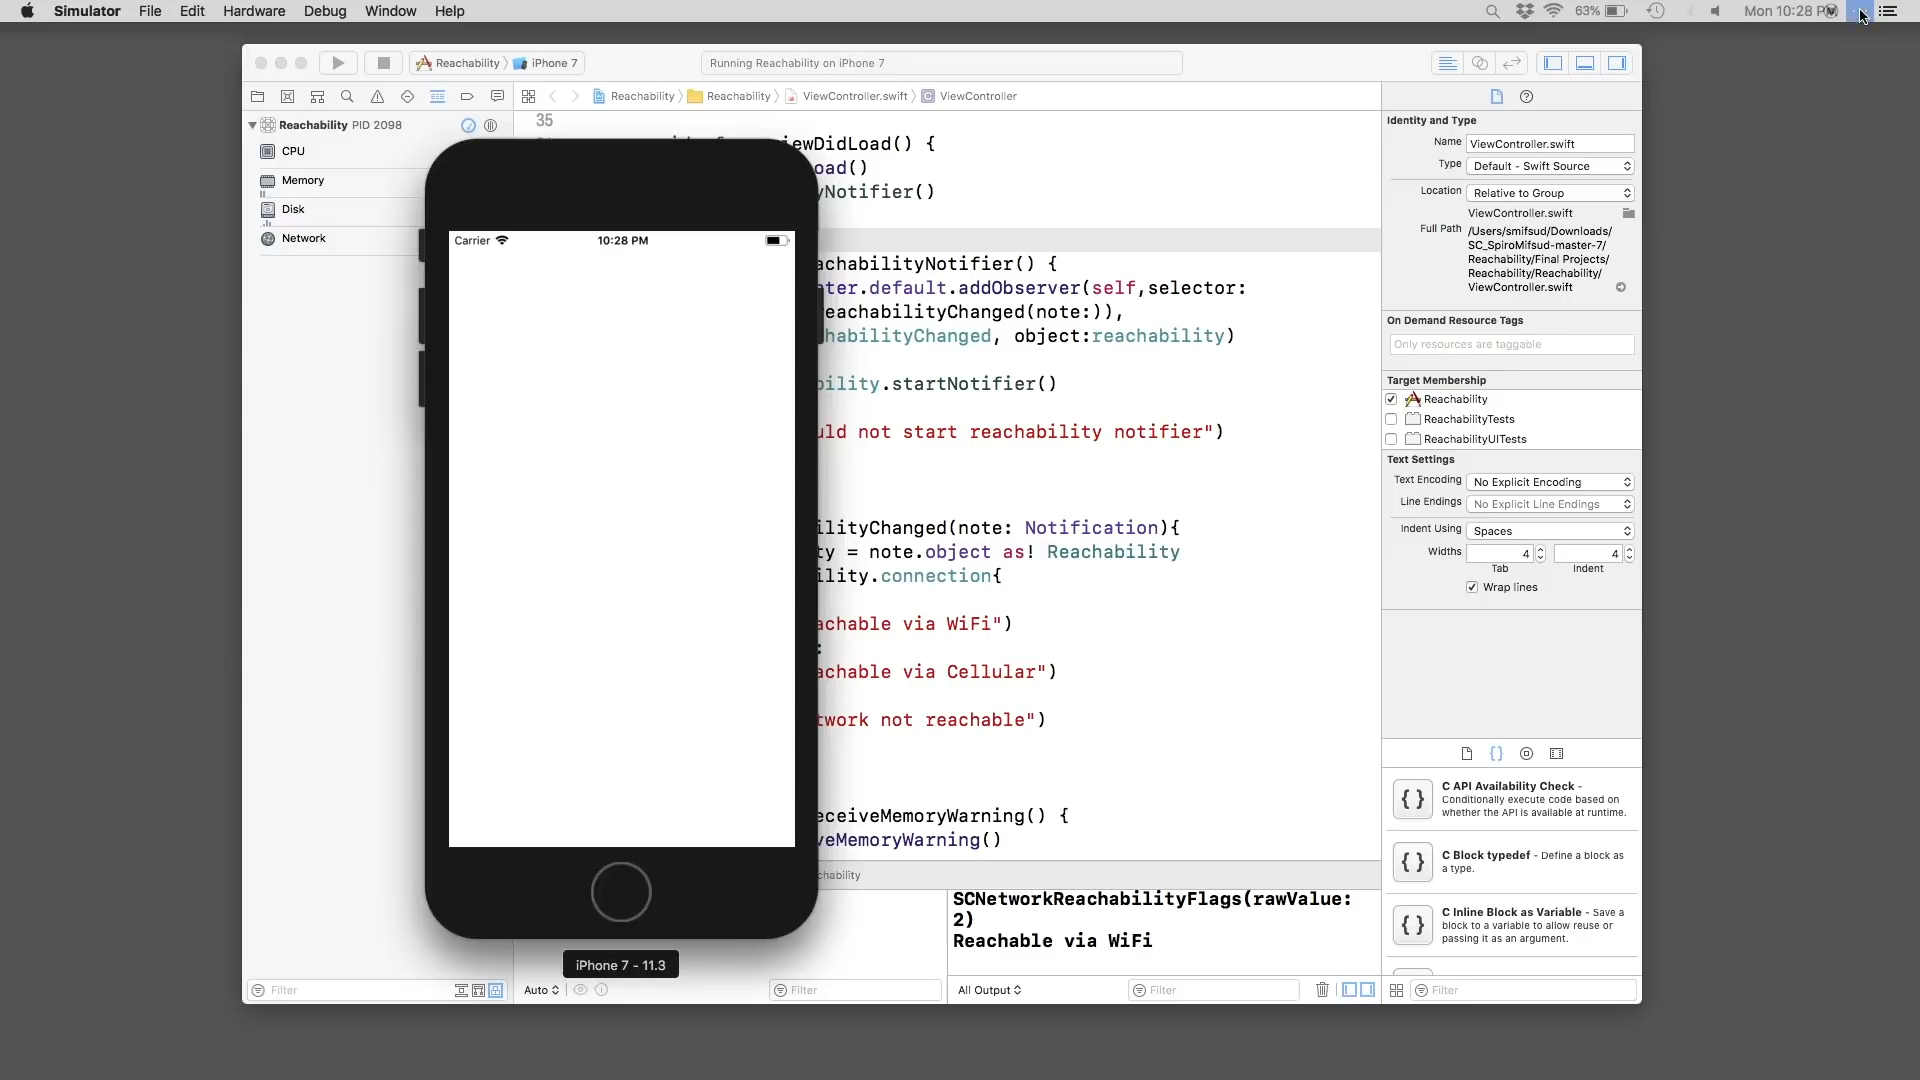 Simulator File Edit Hardware Debug Window Help
63%
Mon 10:28
Reachability iPhone 7
Running Reachability on iPhone 7
Reachability Reachability ViewController.swift ViewController
Reachability PID 2098
CPU
Memory
Disk
Network
35
iewDidLoad() {
oad()
yNotifier()
achabilityNotifier() {
ter.default.addObserver(self,selector:
reachabilityChanged(note:)),
habilityChanged, object:reachability)
bility.startNotifier()
uld not start reachability notifier")
ilityChanged(note: Notification){
ty = note.object as! Reachability
ility.connection{
achable via WiFi")
:
achable via Cellular")
twork not reachable")
eceiveMemoryWarning() {
veMemoryWarning()
Carrier
10:28 PM
iPhone 7 - 11.3
chability
SCNetworkReachabilityFlags(rawValue:
2)
Reachable via WiFi
Filter
Auto
Filter
All Output
Filter
Identity and Type
Name ViewController.swift
Type Default - Swift Source
Location Relative to Group
ViewController.swift
Full Path /Users/smifsud/Downloads/
SC_SpiroMifsud-master-7/
Reachability/Final Projects/
Reachability/Reachability/
ViewController.swift
On Demand Resource Tags
Only resources are taggable
Target Membership
Reachability
ReachabilityTests
ReachabilityUITests
Text Settings
Text Encoding No Explicit Encoding
Line Endings No Explicit Line Endings
Indent Using Spaces
Widths 4 4
Tab Indent
Wrap lines
{ } C API Availability Check -
Conditionally execute code based on
whether the API is available at runtime.
{ } C Block typedef - Define a block as
a type.
{ } C Inline Block as Variable - Save a
block to a variable to allow reuse or
passing it as an argument.
Filter